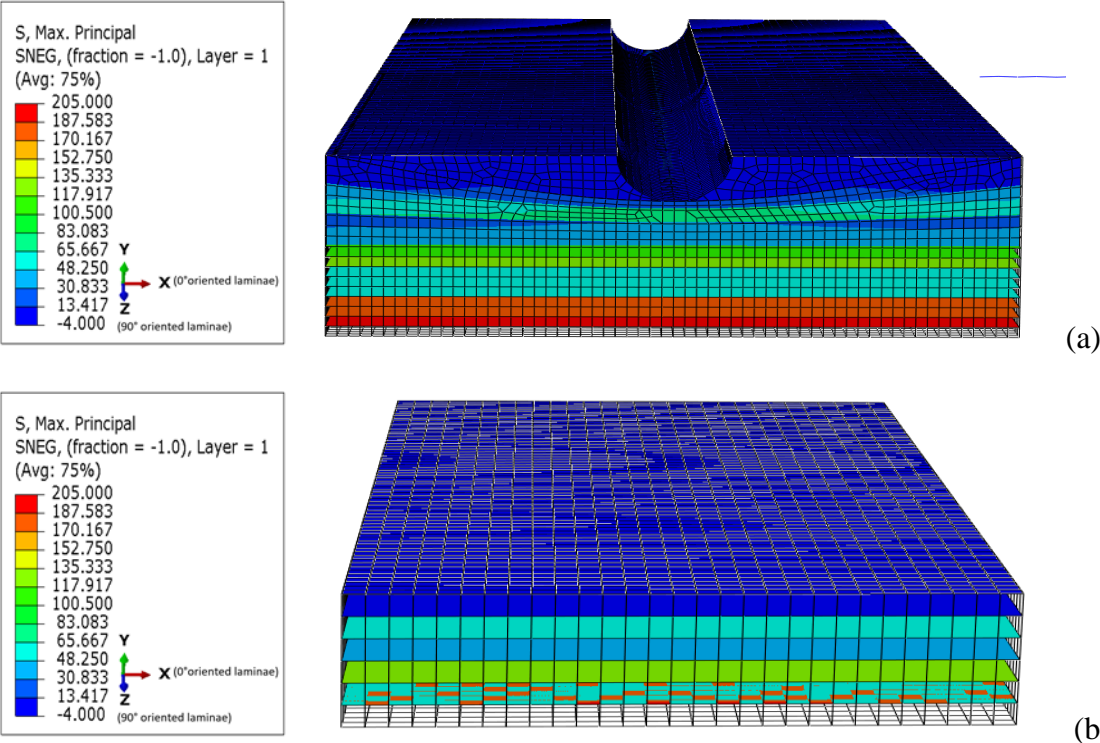 S, Max. Principal
SNEG, (fraction = -1.0), Layer = 1
(Avg: 75%)
205.000
187.583
170.167
152.750
135.333
117.917
100.500
83.083
65.667
48.250
30.833
13.417
-4.000
Y
X (0°oriented laminae)
Z
(90° oriented laminae)
(a)
S, Max. Principal
SNEG, (fraction = -1.0), Layer = 1
(Avg: 75%)
205.000
187.583
170.167
152.750
135.333
117.917
100.500
83.083
65.667
48.250
30.833
13.417
-4.000
Y
X (0°oriented laminae)
Z
(90° oriented laminae)
(b